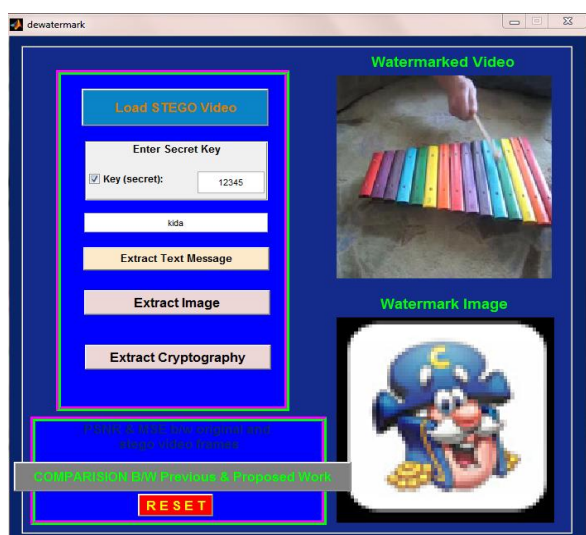 dewatermark
Watermarked Video
Load STEGO Video
Enter Secret Key
Key (secret):
12345
kida
Extract Text Message
Extract Image
Extract Cryptography
Watermark Image
C
PSNR & MSE b/w original and
stego video frames
COMPARISION B/W Previous & Proposed Work
R E S E T